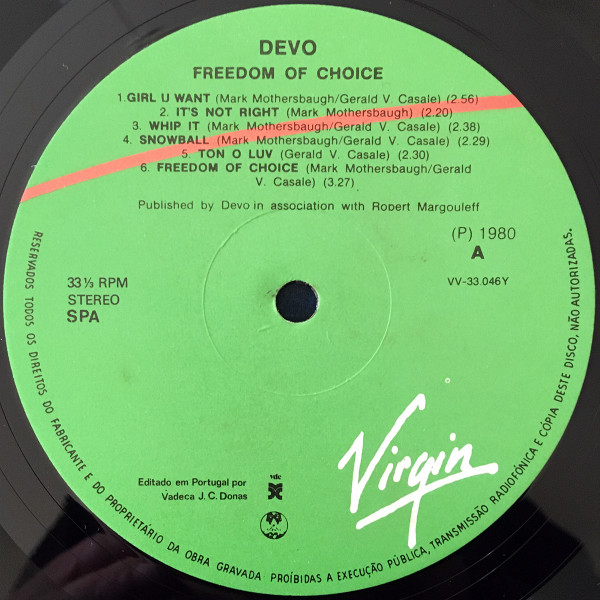 DEVO
FREEDOM OF CHOICE
1.GIRL U WANT (Mark Mothersbaugh/Gerald V. Casale) (2.56)
2. IT'S NOT RIGHT (Mark Mothersbaugh) (2.20)
3. WHIP IT (Mark Mothersbaugh/Gerald V. Casale) (2.38)
4. SNOWBALL (Mark Mothersbaugh/Gerald V. Casale) (2.29)
5. TON O LUV (Gerald V. Casale) (2.30)
6. FREEDOM OF CHOICE (Mark Mothersbaugh/Gerald
V. Casale) (3.27)
Published by Devo in association with Robert Margouleff
(P) 1980
A
VV-33.046Y
33⅓ RPM
STEREO
SPA
Virgin
Editado em Portugal por
Vadeca J. C. Donas
vdc
RESERVADOS TODOS OS DIREITOS DO FABRICANTE E DO PROPRIETÁRIO DA OBRA GRAVADA PROÍBIDAS A EXECUÇÃO PÚBLICA, TRANSMISSÃO RADIOFÓNICA E CÓPIA DESTE DISCO, NÃO AUTORIZADAS.